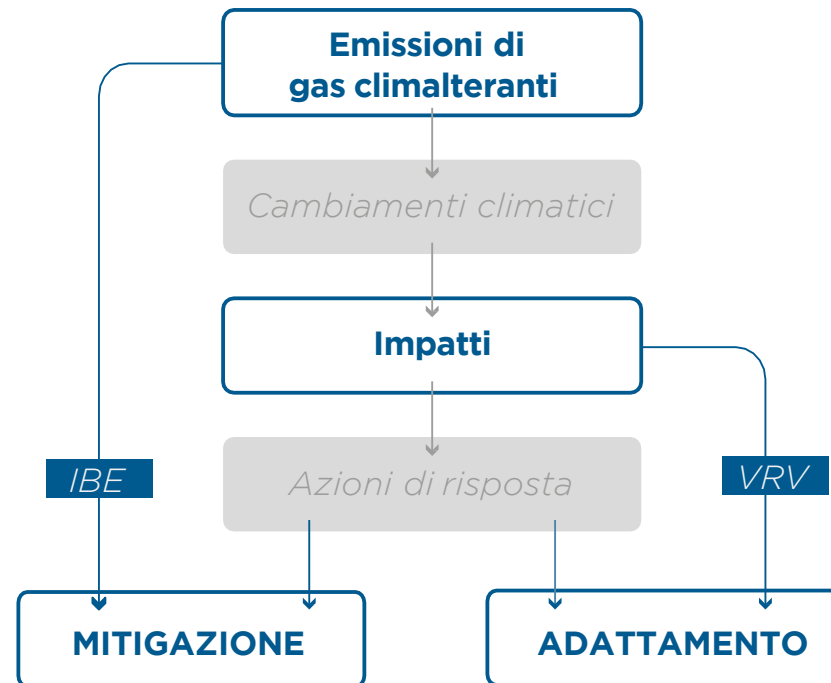 Emissioni di
gas climalteranti
Cambiamenti climatici
Impatti
IBE
Azioni di risposta
VRV
MITIGAZIONE
ADATTAMENTO